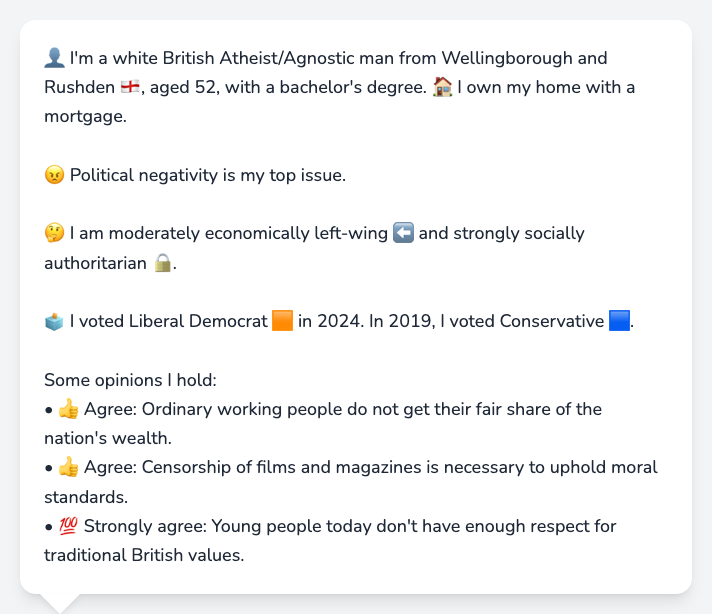 👤 I'm a white British Atheist/Agnostic man from Wellingborough and
Rushden 🏴󠁧󠁢󠁥󠁮󠁧󠁿, aged 52, with a bachelor's degree. 🏠 I own my home with a
mortgage.
😠 Political negativity is my top issue.
🤔 I am moderately economically left-wing ⬅️ and strongly socially
authoritarian 🔒.
🗳️ I voted Liberal Democrat 🟧 in 2024. In 2019, I voted Conservative 🟦.
Some opinions I hold:
• 👍 Agree: Ordinary working people do not get their fair share of the
nation's wealth.
• 👍 Agree: Censorship of films and magazines is necessary to uphold moral
standards.
• 💯 Strongly agree: Young people today don't have enough respect for
traditional British values.